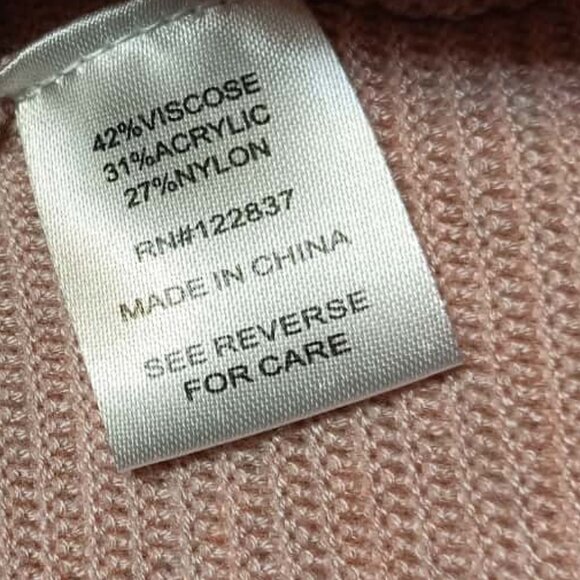 42%VISCOSE
31%ACRYLIC
27%NYLON
RN#122837
MADE IN CHINA
SEE REVERSE
FOR CARE